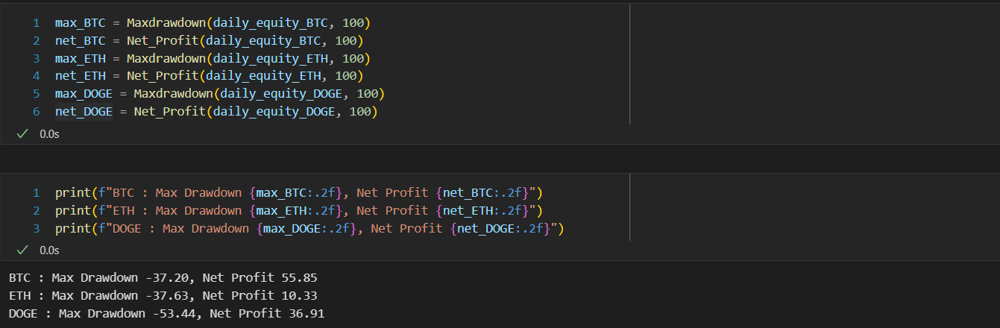 1 max_BTC = Maxdrawdown(daily_equity_BTC, 100)
2 net_BTC = Net_Profit(daily_equity_BTC, 100)
3 max_ETH = Maxdrawdown(daily_equity_ETH, 100)
4 net_ETH = Net_Profit(daily_equity_ETH, 100)
5 max_DOGE = Maxdrawdown(daily_equity_DOGE, 100)
6 net_DOGE = Net_Profit(daily_equity_DOGE, 100)
0.0s
1 print(f"BTC : Max Drawdown {max_BTC:.2f}, Net Profit {net_BTC:.2f}")
2 print(f"ETH : Max Drawdown {max_ETH:.2f}, Net Profit {net_ETH:.2f}")
3 print(f"DOGE : Max Drawdown {max_DOGE:.2f}, Net Profit {net_DOGE:.2f}")
0.0s
BTC : Max Drawdown -37.20, Net Profit 55.85
ETH : Max Drawdown -37.63, Net Profit 10.33
DOGE : Max Drawdown -53.44, Net Profit 36.91